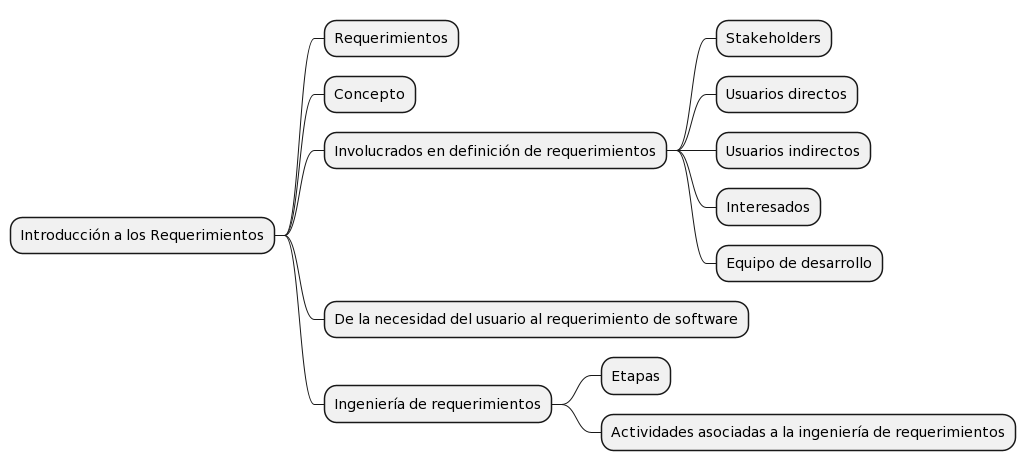 Introducción a los Requerimientos
Requerimientos
Concepto
Involucrados en definición de requerimientos
Stakeholders
Usuarios directos
Usuarios indirectos
Interesados
Equipo de desarrollo
De la necesidad del usuario al requerimiento de software
Ingeniería de requerimientos
Etapas
Actividades asociadas a la ingeniería de requerimientos